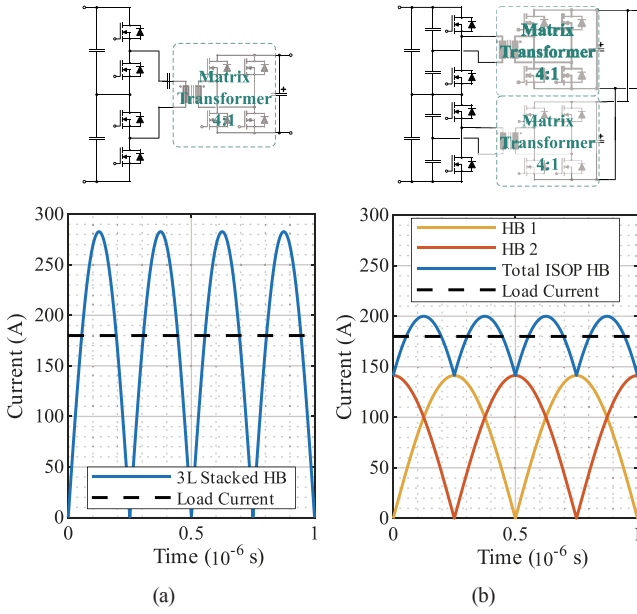 Matrix
Transformer
4:1
Matrix
Transformer
4:1
Matrix
Transformer
4:1
300
250
200
150
100
50
0
Current (A)
3L Stacked HB
Load Current
0
0.5
1
Time (10⁻⁶ s)
(a)
300
250
200
150
100
50
0
Current (A)
HB 1
HB 2
Total ISOP HB
Load Current
0
0.5
1
Time (10⁻⁶ s)
(b)